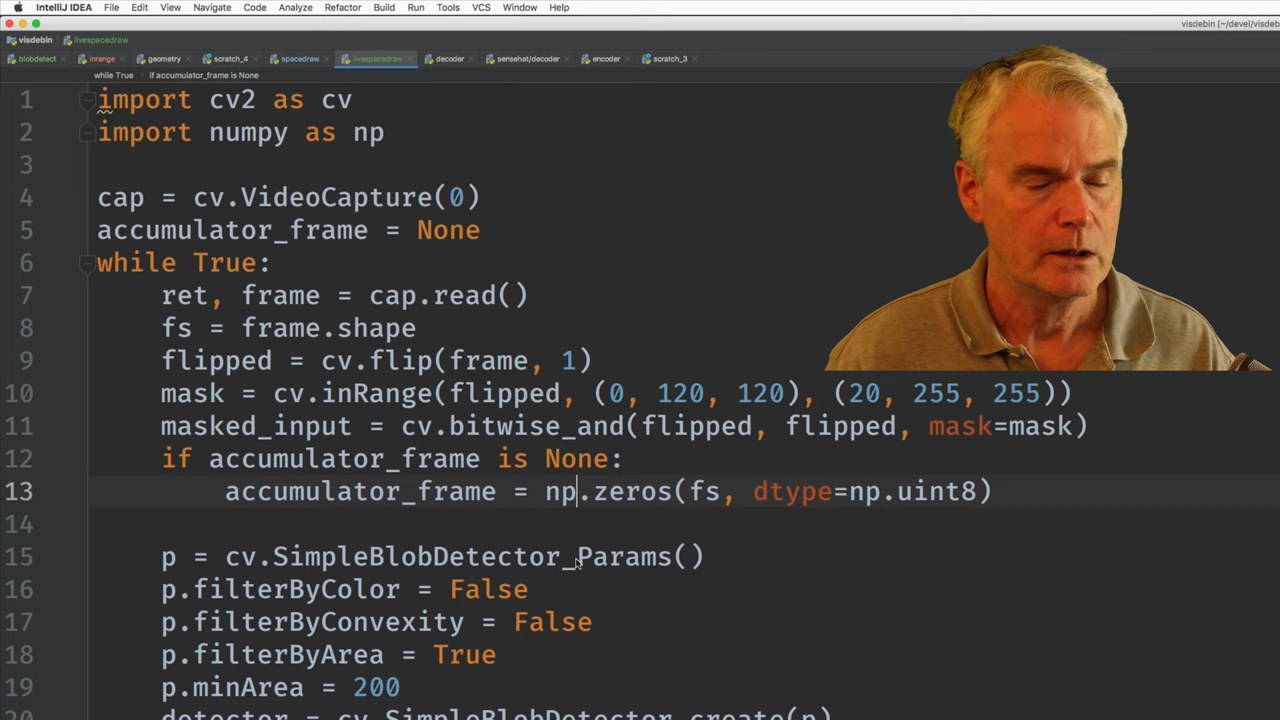 IntelliJ IDEA File Edit View Navigate Code Analyze Refactor Build Run Tools VCS Window Help
visdebin [~/devel/visdeb
visdebin livespacedraw
blobdetect inrange geometry scratch_4 spacedraw livespacedraw decoder sensehat/decoder encoder scratch_3
while True if accumulator_frame is None
1 import cv2 as cv
2 import numpy as np
3
4 cap = cv.VideoCapture(0)
5 accumulator_frame = None
6 while True:
7 ret, frame = cap.read()
8 fs = frame.shape
9 flipped = cv.flip(frame, 1)
10 mask = cv.inRange(flipped, (0, 120, 120), (20, 255, 255))
11 masked_input = cv.bitwise_and(flipped, flipped, mask=mask)
12 if accumulator_frame is None:
13 accumulator_frame = np.zeros(fs, dtype=np.uint8)
15 p = cv.SimpleBlobDetector_Params()
16 p.filterByColor = False
17 p.filterByConvexity = False
18 p.filterByArea = True
19 p.minArea = 200
20 detector = cv.SimpleBlobDetector_create(p)